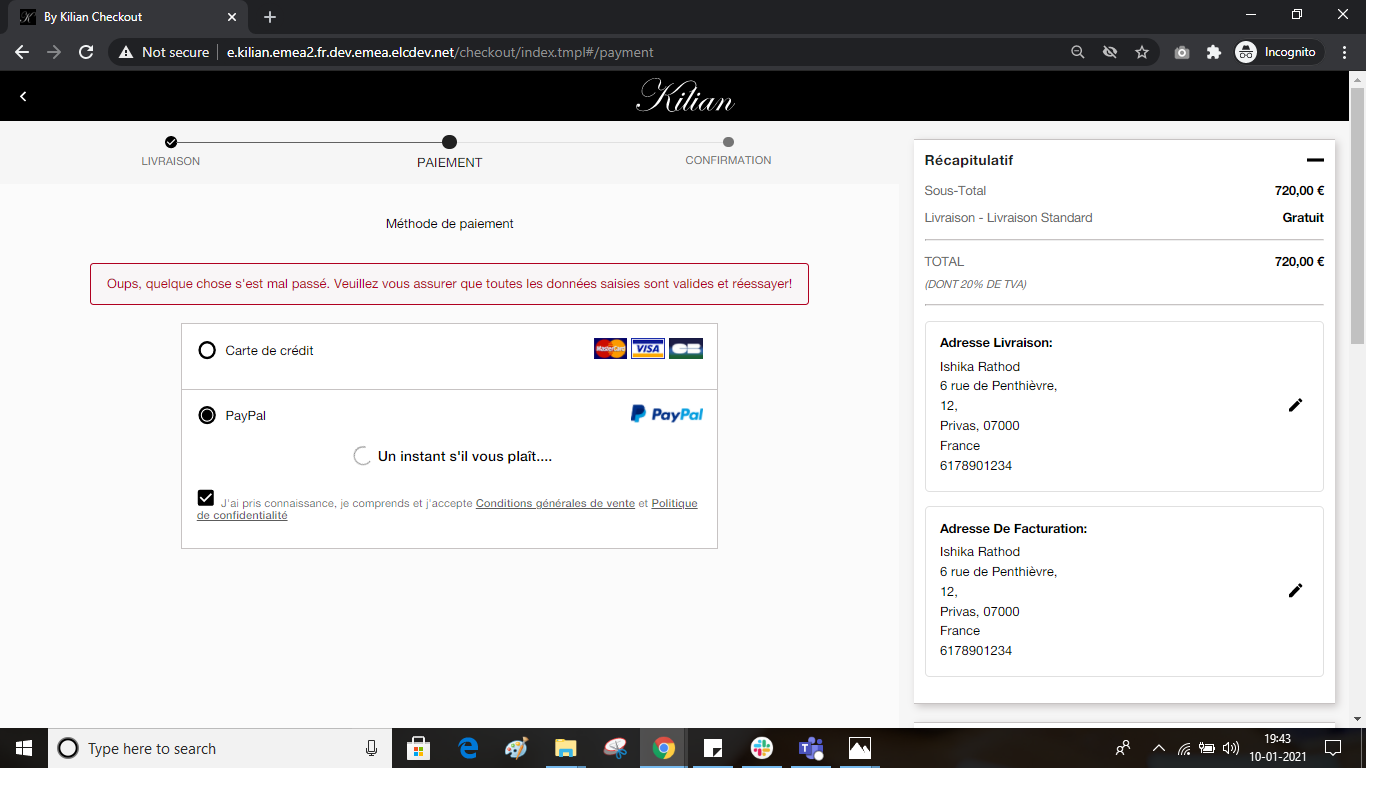 By Kilian Checkout
Not secure e.kilian.emea2.fr.dev.emea.elcdev.net/checkout/index.tmpl#/payment
Incognito
Kilian
LIVRAISON
PAIEMENT
CONFIRMATION
Méthode de paiement
Oups, quelque chose s'est mal passé. Veuillez vous assurer que toutes les données saisies sont valides et réessayer!
Carte de crédit
MasterCard VISA CB
PayPal
PayPal
Un instant s'il vous plaît....
J'ai pris connaissance, je comprends et j'accepte Conditions générales de vente et Politique
de confidentialité
Récapitulatif
Sous-Total 720,00 €
Livraison - Livraison Standard Gratuit
TOTAL 720,00 €
(DONT 20% DE TVA)
Adresse Livraison:
Ishika Rathod
6 rue de Penthièvre,
12,
Privas, 07000
France
6178901234
Adresse De Facturation:
Ishika Rathod
6 rue de Penthièvre,
12,
Privas, 07000
France
6178901234
Type here to search
19:43
10-01-2021